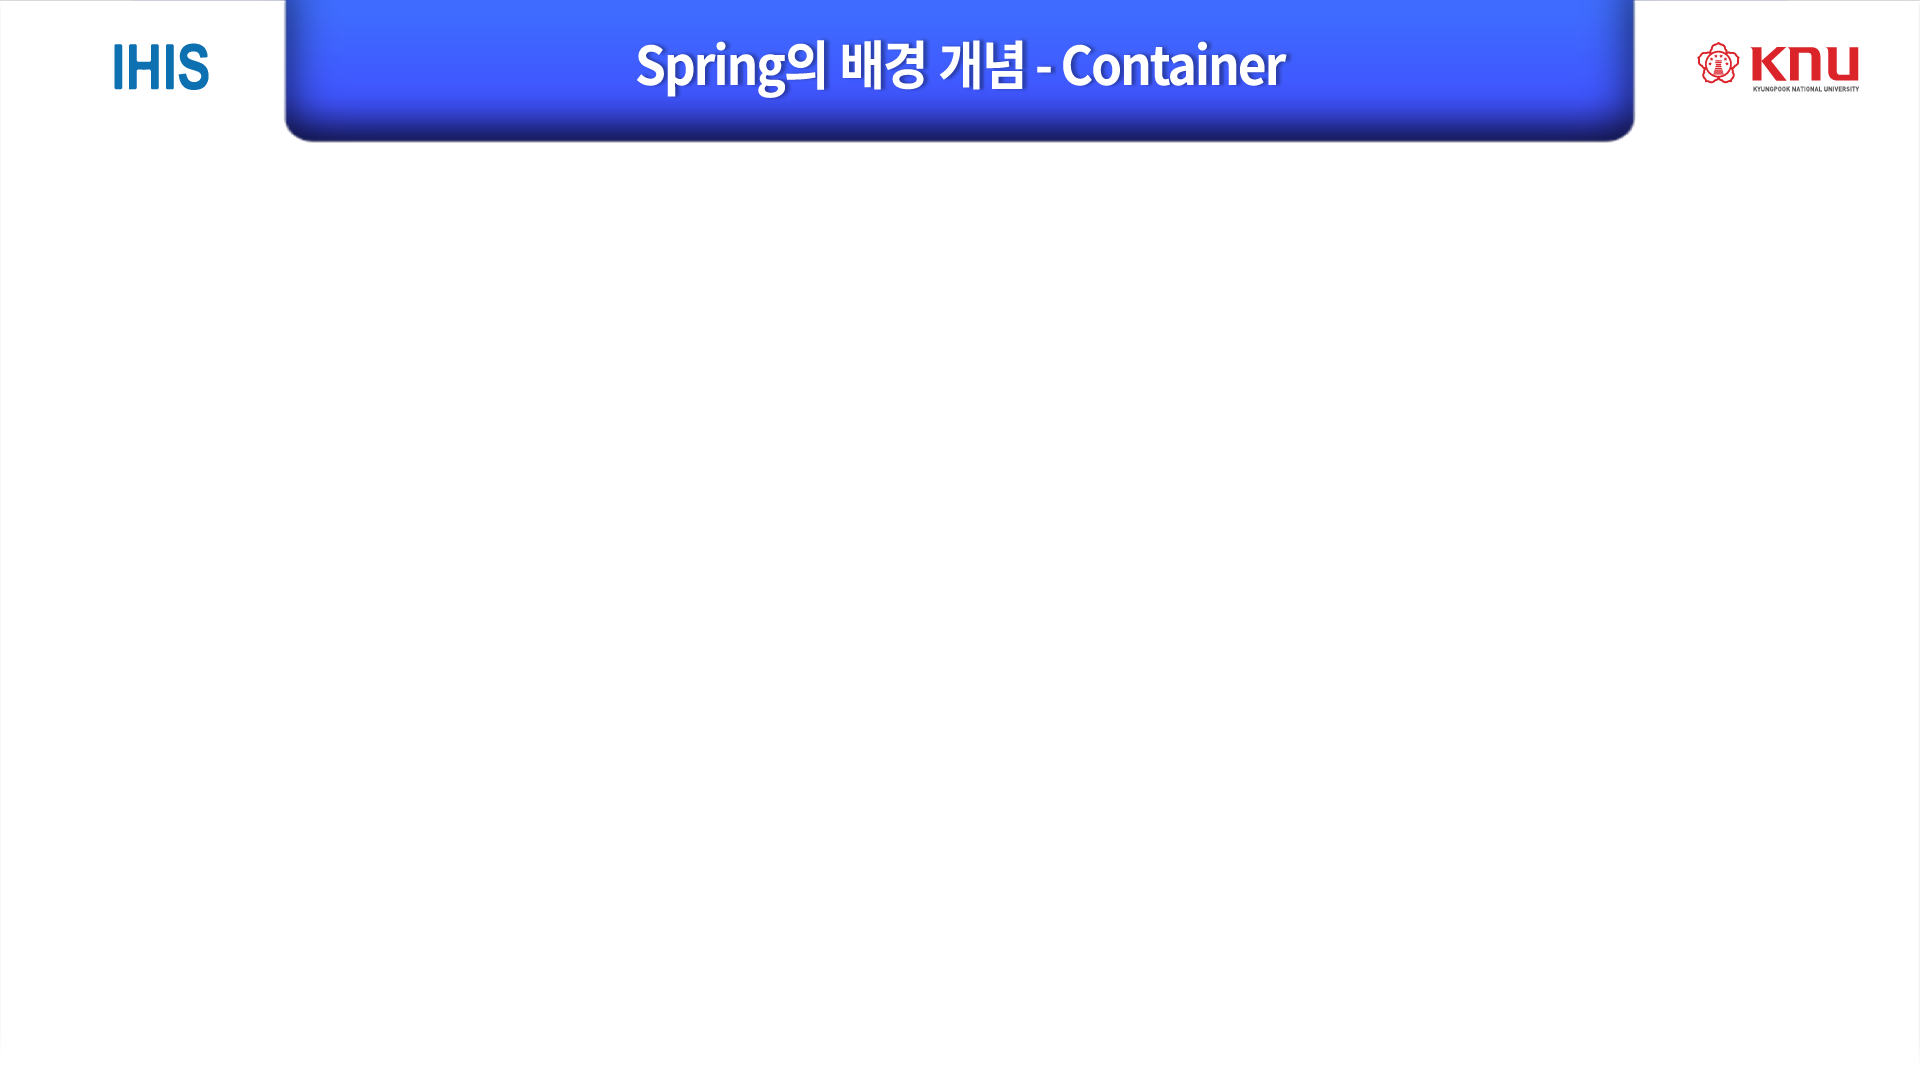 IHIS
Spring의 배경 개념 - Container
KNU
KYUNGPOOK NATIONAL UNIVERSITY